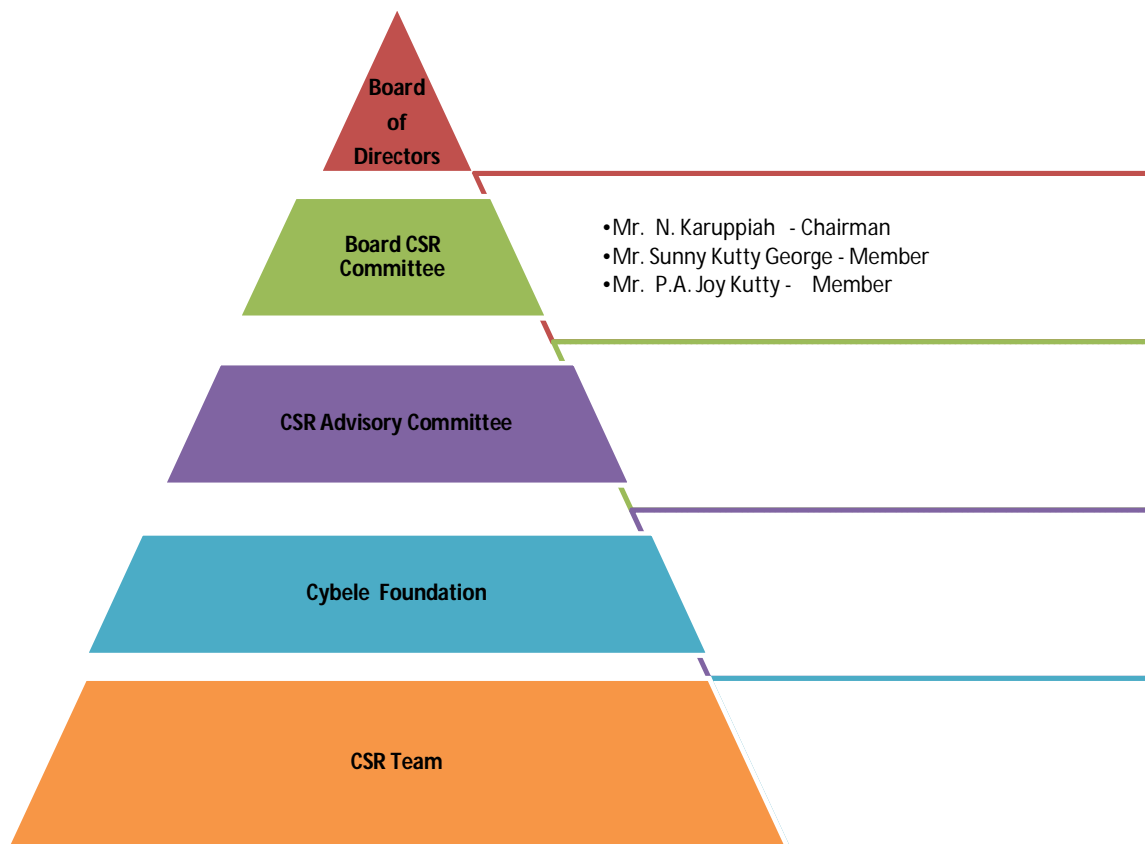 Board
of
Directors
Board CSR
Committee
•Mr. N. Karuppiah - Chairman
•Mr. Sunny Kutty George - Member
•Mr. P.A. Joy Kutty - Member
CSR Advisory Committee
Cybele Foundation
CSR Team